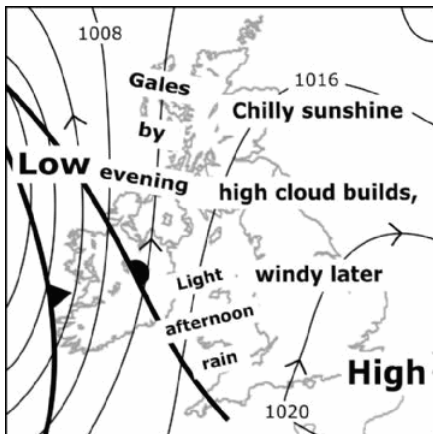 1008
1016
Gales
by
evening
Chilly sunshine
Low
high cloud builds,
windy later
Light
afternoon
rain
High
1020